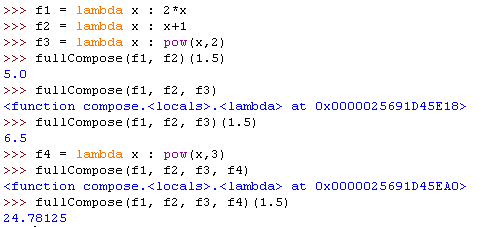 >>> f1 = lambda x : 2*x
>>> f2 = lambda x : x+1
>>> f3 = lambda x : pow(x,2)
>>> fullCompose(f1, f2)(1.5)
5.0
>>> fullCompose(f1, f2, f3)
<function compose.<locals>.<lambda> at 0x0000025691D45E18>
>>> fullCompose(f1, f2, f3)(1.5)
6.5
>>> f4 = lambda x : pow(x,3)
>>> fullCompose(f1, f2, f3, f4)
<function compose.<locals>.<lambda> at 0x0000025691D45EA0>
>>> fullCompose(f1, f2, f3, f4)(1.5)
24.78125